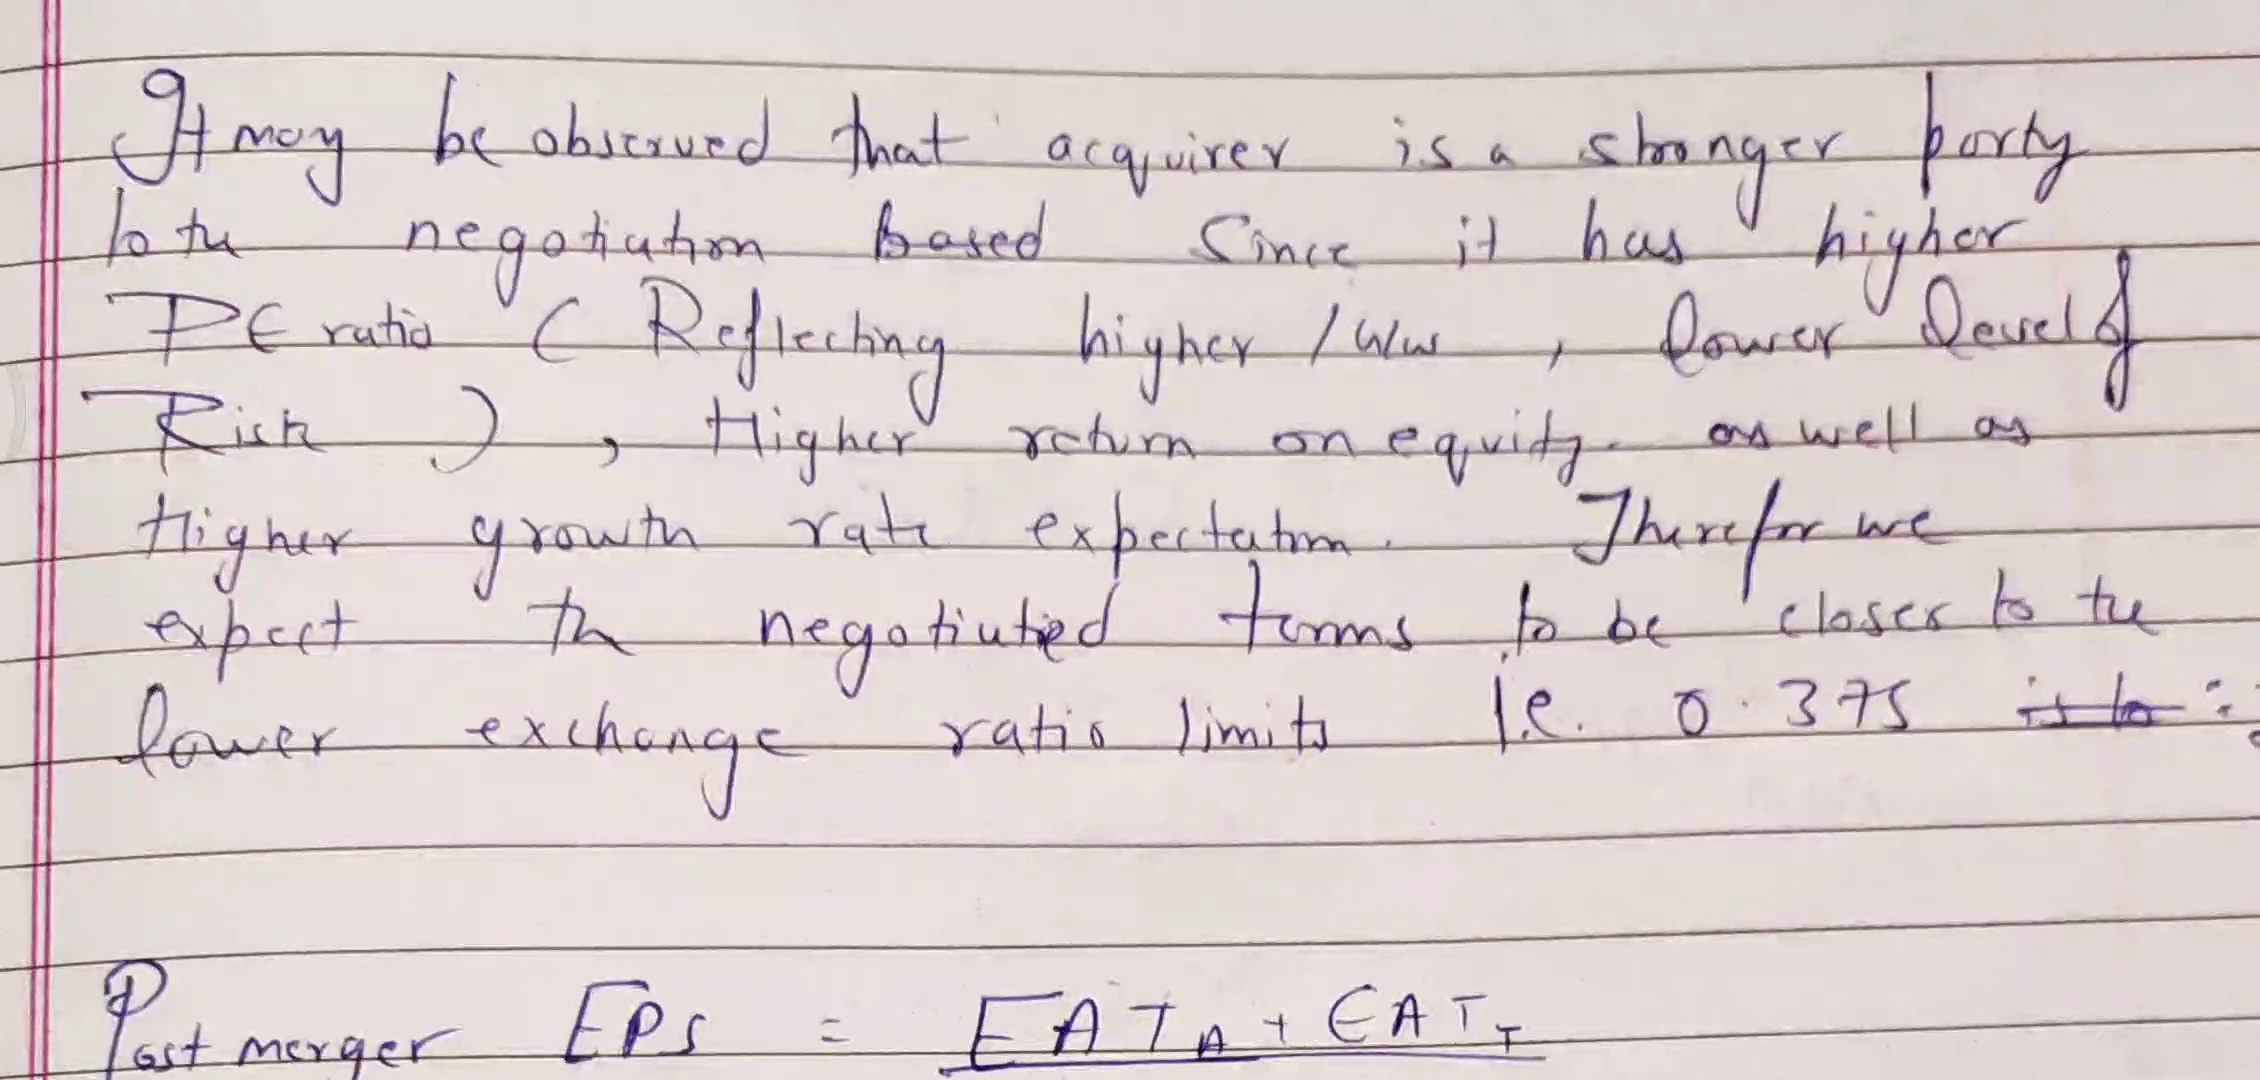 It may be observed that acquirer is a stronger party
to the negotiation based Since it has higher
PE ratio ( Reflecting higher / , lower level of
Risk ) , Higher return on equity. as well as
Higher growth rate expectation. Therefor we
expect the negotiated terms to be closer to the
lower exchange ratio limits i.e. 0.375
Post merger EPS = EAT A + EAT T